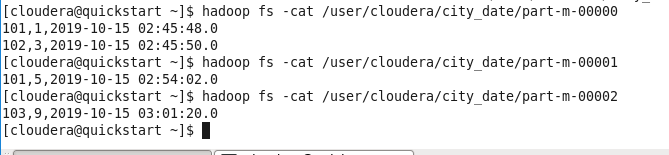 [cloudera@quickstart ~]$ hadoop fs -cat /user/cloudera/city_date/part-m-00000
101,1,2019-10-15 02:45:48.0
102,3,2019-10-15 02:45:50.0
[cloudera@quickstart ~]$ hadoop fs -cat /user/cloudera/city_date/part-m-00001
101,5,2019-10-15 02:54:02.0
[cloudera@quickstart ~]$ hadoop fs -cat /user/cloudera/city_date/part-m-00002
103,9,2019-10-15 03:01:20.0
[cloudera@quickstart ~]$